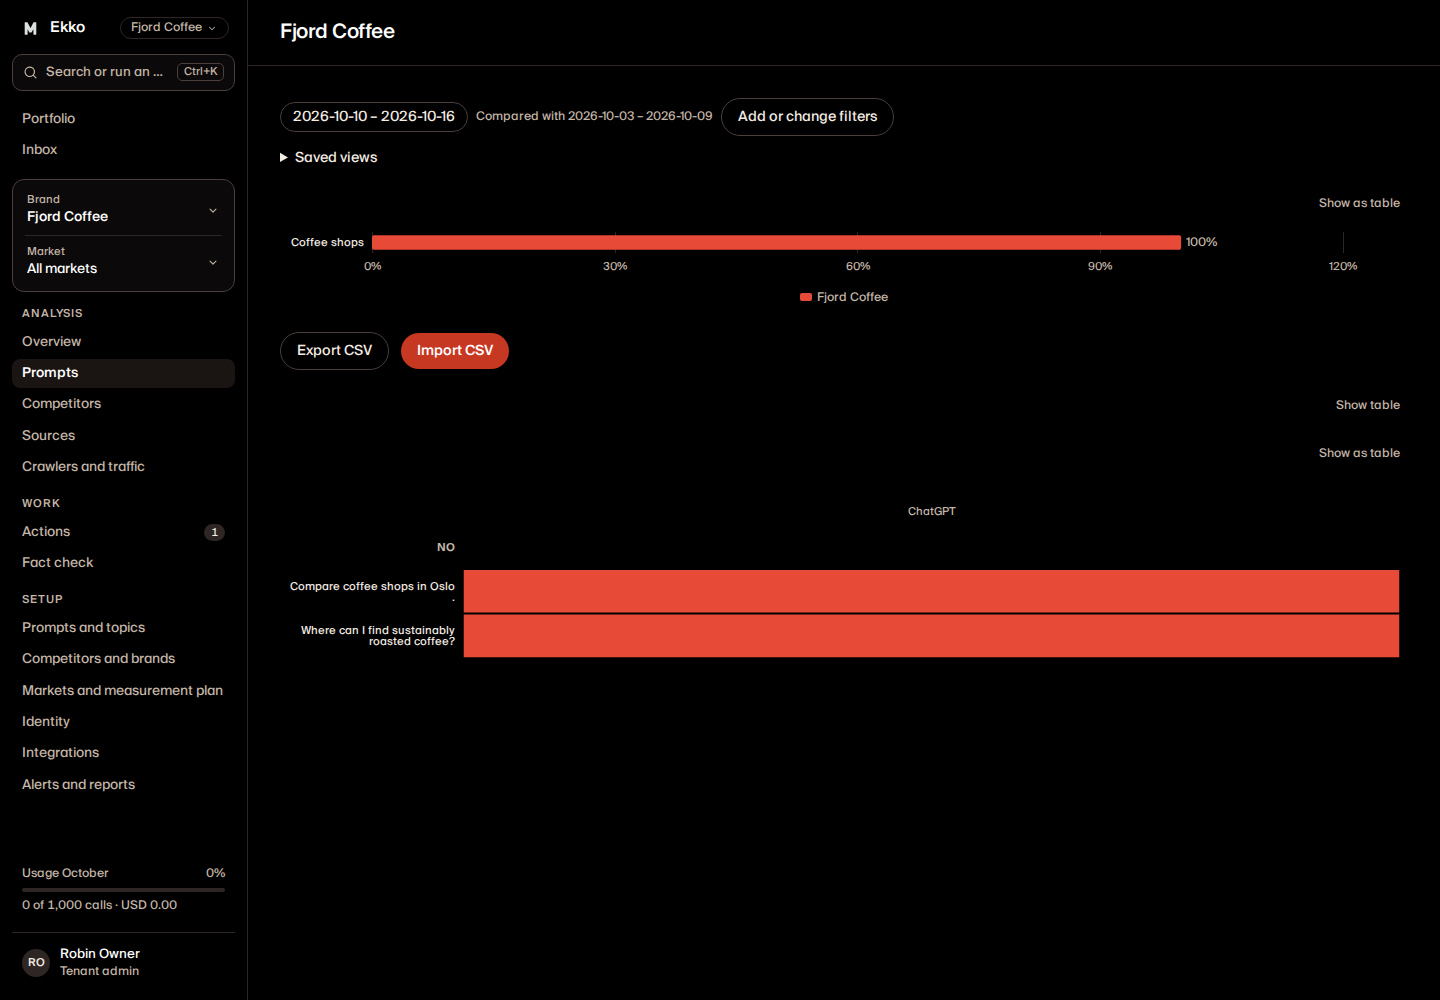 Ekko
Fjord Coffee
Search or run an ...
Ctrl+K
Portfolio
Inbox
Brand
Fjord Coffee
Market
All markets
ANALYSIS
Overview
Prompts
Competitors
Sources
Crawlers and traffic
WORK
Actions
1
Fact check
SETUP
Prompts and topics
Competitors and brands
Markets and measurement plan
Identity
Integrations
Alerts and reports
Usage October
0%
0 of 1,000 calls · USD 0.00
RO
Robin Owner
Tenant admin
Fjord Coffee
2026-10-10 – 2026-10-16
Compared with 2026-10-03 – 2026-10-09
Add or change filters
Saved views
Show as table
Coffee shops
100%
0%
30%
60%
90%
120%
Fjord Coffee
Export CSV
Import CSV
Show table
Show as table
ChatGPT
NO
Compare coffee shops in Oslo
.
Where can I find sustainably
roasted coffee?